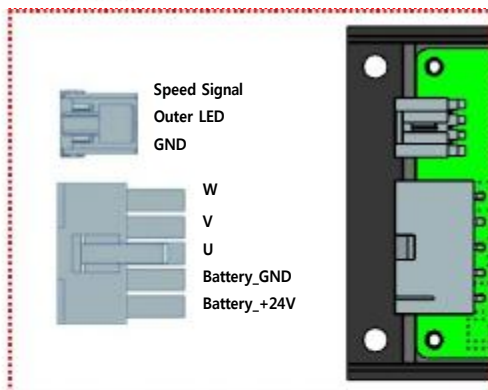 Speed Signal
Outer LED
GND
W
V
U
Battery_GND
Battery_+24V